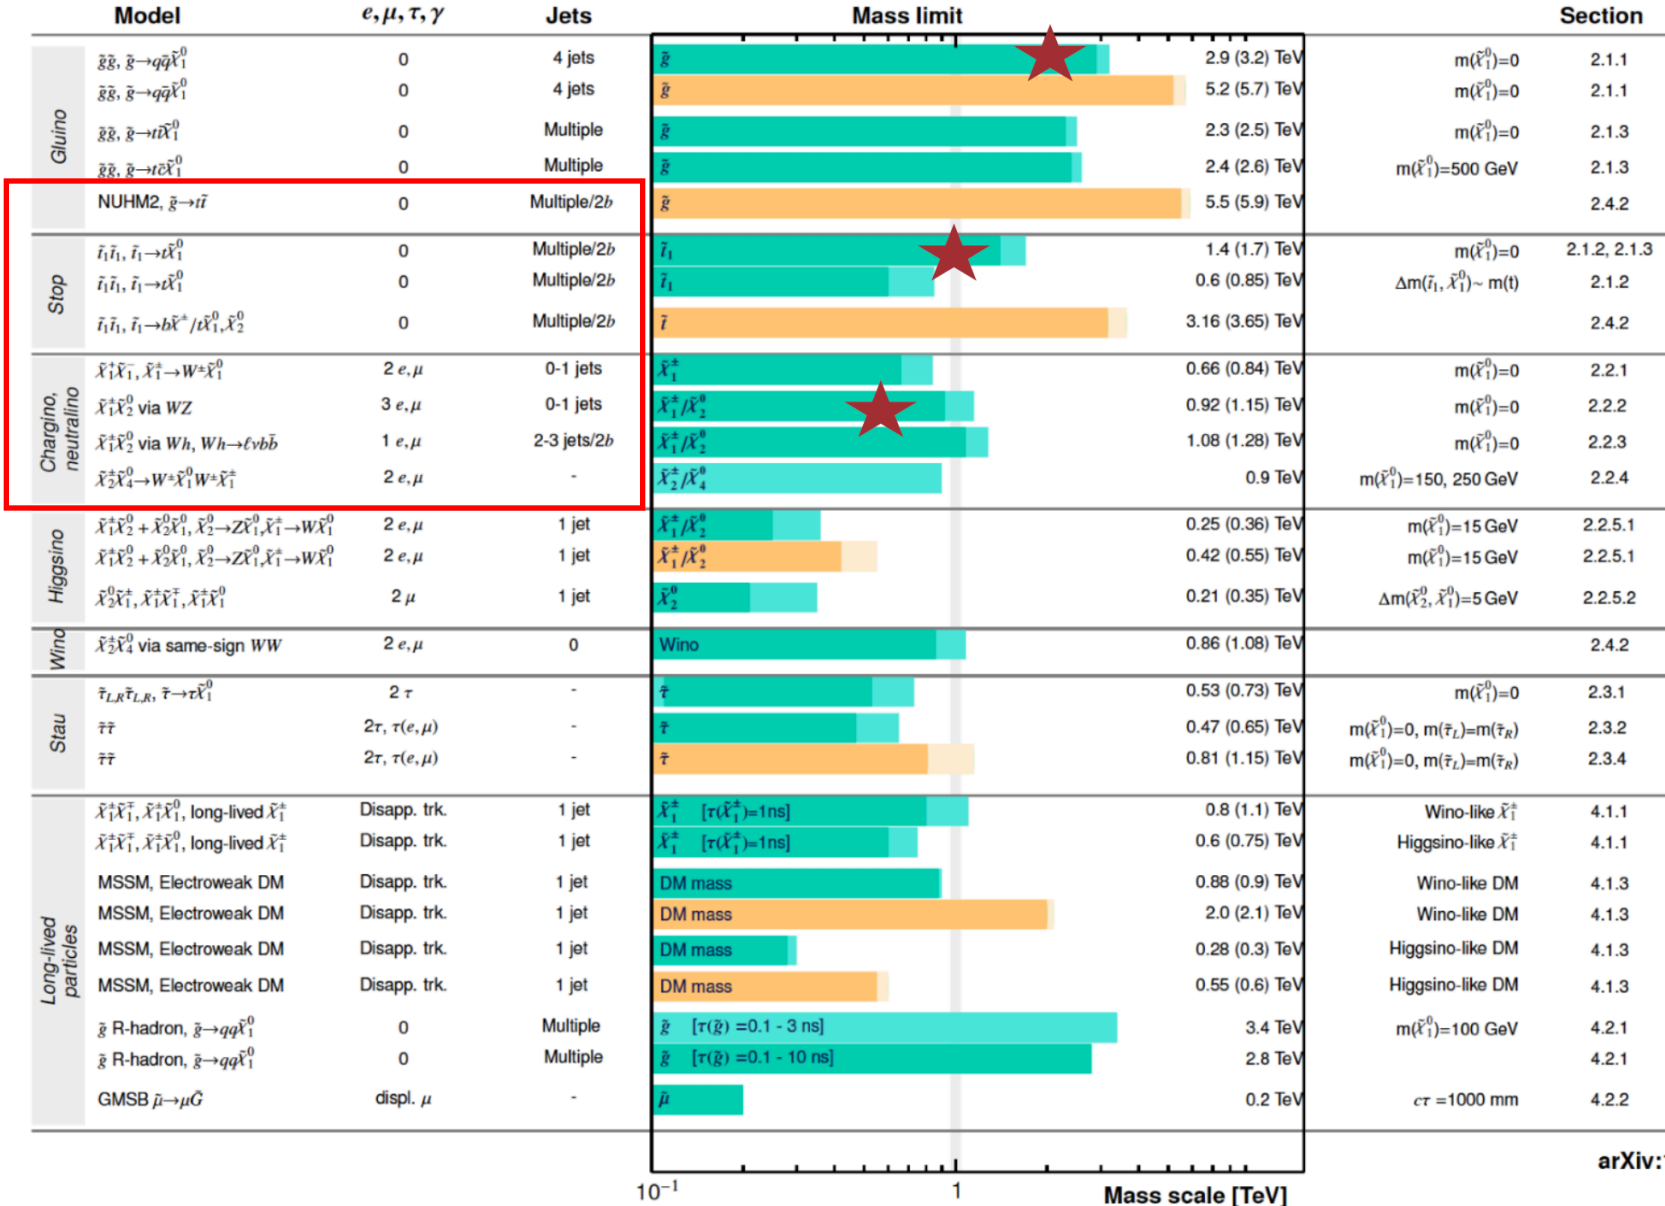 Model e, μ, τ, γ Jets Mass limit Section
Gluino
g̃g̃, g̃→qq̄χ̃⁰₁ 0 4 jets g̃ 2.9 (3.2) TeV m(χ̃⁰₁)=0 2.1.1
g̃g̃, g̃→qq̄χ̃⁰₁ 0 4 jets g̃ 5.2 (5.7) TeV m(χ̃⁰₁)=0 2.1.1
g̃g̃, g̃→tt̄χ̃⁰₁ 0 Multiple g̃ 2.3 (2.5) TeV m(χ̃⁰₁)=0 2.1.3
g̃g̃, g̃→tc̄χ̃⁰₁ 0 Multiple g̃ 2.4 (2.6) TeV m(χ̃⁰₁)=500 GeV 2.1.3
NUHM2, g̃→tt̃ 0 Multiple/2b g̃ 5.5 (5.9) TeV 2.4.2
Stop
t̃₁t̃₁, t̃₁→tχ̃⁰₁ 0 Multiple/2b t̃₁ 1.4 (1.7) TeV m(χ̃⁰₁)=0 2.1.2, 2.1.3
t̃₁t̃₁, t̃₁→tχ̃⁰₁ 0 Multiple/2b t̃₁ 0.6 (0.85) TeV Δm(t̃₁, χ̃⁰₁)~ m(t) 2.1.2
t̃₁t̃₁, t̃₁→bχ̃±/tχ̃⁰₁, χ̃⁰₂ 0 Multiple/2b t̃ 3.16 (3.65) TeV 2.4.2
Chargino, neutralino
χ̃⁺₁χ̃⁻₁, χ̃±₁→W±χ̃⁰₁ 2 e, μ 0-1 jets χ̃±₁ 0.66 (0.84) TeV m(χ̃⁰₁)=0 2.2.1
χ̃±₁χ̃⁰₂ via WZ 3 e, μ 0-1 jets χ̃±₁/χ̃⁰₂ 0.92 (1.15) TeV m(χ̃⁰₁)=0 2.2.2
χ̃±₁χ̃⁰₂ via Wh, Wh→ℓνbb̄ 1 e, μ 2-3 jets/2b χ̃±₁/χ̃⁰₂ 1.08 (1.28) TeV m(χ̃⁰₁)=0 2.2.3
χ̃±₂χ̃⁰₄→W±χ̃⁰₁W±χ̃±₁ 2 e, μ - χ̃±₂/χ̃⁰₄ 0.9 TeV m(χ̃⁰₁)=150, 250 GeV 2.2.4
Higgsino
χ̃±₁χ̃⁰₂ + χ̃⁰₂χ̃⁰₁, χ̃⁰₂→Zχ̃⁰₁, χ̃±₁→Wχ̃⁰₁ 2 e, μ 1 jet χ̃±₁/χ̃⁰₂ 0.25 (0.36) TeV m(χ̃⁰₁)=15 GeV 2.2.5.1
χ̃±₁χ̃⁰₂ + χ̃⁰₂χ̃⁰₁, χ̃⁰₂→Zχ̃⁰₁, χ̃±₁→Wχ̃⁰₁ 2 e, μ 1 jet χ̃±₁/χ̃⁰₂ 0.42 (0.55) TeV m(χ̃⁰₁)=15 GeV 2.2.5.1
χ̃⁰₂χ̃±₁, χ̃±₁χ̃∓₁, χ̃±₁χ̃⁰₁ 2 μ 1 jet χ̃⁰₂ 0.21 (0.35) TeV Δm(χ̃⁰₂, χ̃⁰₁)=5 GeV 2.2.5.2
Wino
χ̃±₂χ̃⁰₄ via same-sign WW 2 e, μ 0 Wino 0.86 (1.08) TeV 2.4.2
Stau
τ̃L,Rτ̃L,R, τ̃→τχ̃⁰₁ 2 τ - τ̃ 0.53 (0.73) TeV m(χ̃⁰₁)=0 2.3.1
τ̃τ̃ 2τ, τ(e, μ) - τ̃ 0.47 (0.65) TeV m(χ̃⁰₁)=0, m(τ̃L)=m(τ̃R) 2.3.2
τ̃τ̃ 2τ, τ(e, μ) - τ̃ 0.81 (1.15) TeV m(χ̃⁰₁)=0, m(τ̃L)=m(τ̃R) 2.3.4
Long-lived particles
χ̃±₁χ̃∓₁, χ̃±₁χ̃⁰₁, long-lived χ̃±₁ Disapp. trk. 1 jet χ̃±₁ [τ(χ̃±₁)=1ns] 0.8 (1.1) TeV Wino-like χ̃±₁ 4.1.1
χ̃±₁χ̃∓₁, χ̃±₁χ̃⁰₁, long-lived χ̃±₁ Disapp. trk. 1 jet χ̃±₁ [τ(χ̃±₁)=1ns] 0.6 (0.75) TeV Higgsino-like χ̃±₁ 4.1.1
MSSM, Electroweak DM Disapp. trk. 1 jet DM mass 0.88 (0.9) TeV Wino-like DM 4.1.3
MSSM, Electroweak DM Disapp. trk. 1 jet DM mass 2.0 (2.1) TeV Wino-like DM 4.1.3
MSSM, Electroweak DM Disapp. trk. 1 jet DM mass 0.28 (0.3) TeV Higgsino-like DM 4.1.3
MSSM, Electroweak DM Disapp. trk. 1 jet DM mass 0.55 (0.6) TeV Higgsino-like DM 4.1.3
g̃ R-hadron, g̃→qqχ̃⁰₁ 0 Multiple g̃ [τ(g̃) =0.1 - 3 ns] 3.4 TeV m(χ̃⁰₁)=100 GeV 4.2.1
g̃ R-hadron, g̃→qqχ̃⁰₁ 0 Multiple g̃ [τ(g̃) =0.1 - 10 ns] 2.8 TeV 4.2.1
GMSB μ̃→μG̃ displ. μ - μ̃ 0.2 TeV cτ =1000 mm 4.2.2
arXiv:
10⁻¹ 1 Mass scale [TeV]